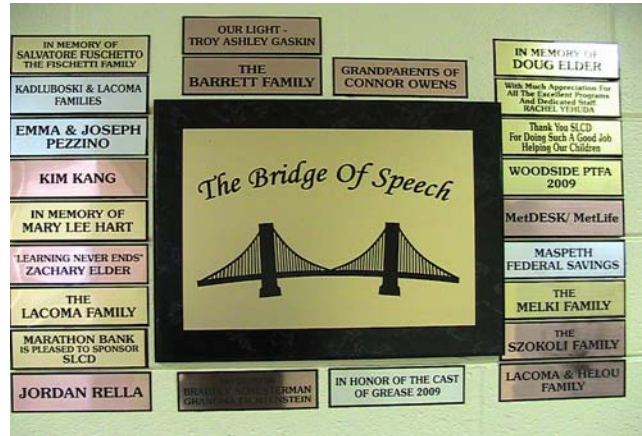 IN MEMORY OF
SALVATORE FUSCHETTO
THE FISCHETTI FAMILY
KADLUBOSKI & LACOMA
FAMILIES
EMMA & JOSEPH
PEZZINO
KIM KANG
IN MEMORY OF
MARY LEE HART
"LEARNING NEVER ENDS"
ZACHARY ELDER
THE
LACOMA FAMILY
MARATHON BANK
IS PLEASED TO SPONSOR
SLCD
JORDAN RELLA
OUR LIGHT -
TROY ASHLEY GASKIN
THE
BARRETT FAMILY
GRANDPARENTS OF
CONNOR OWENS
The Bridge Of Speech
BRADLEY SCHUSTERMAN
GRANDMA LICHTENSTEIN
IN HONOR OF THE CAST
OF GREASE 2009
IN MEMORY OF
DOUG ELDER
With Much Appreciation For
All The Excellent Programs
And Dedicated Staff.
RACHEL YEHUDA
Thank You SLCD
For Doing Such A Good Job
Helping Our Children
WOODSIDE PTFA
2009
MetDESK/ MetLife
MASPETH
FEDERAL SAVINGS
THE
MELKI FAMILY
THE
SZOKOLI FAMILY
LACOMA & HELOU
FAMILY